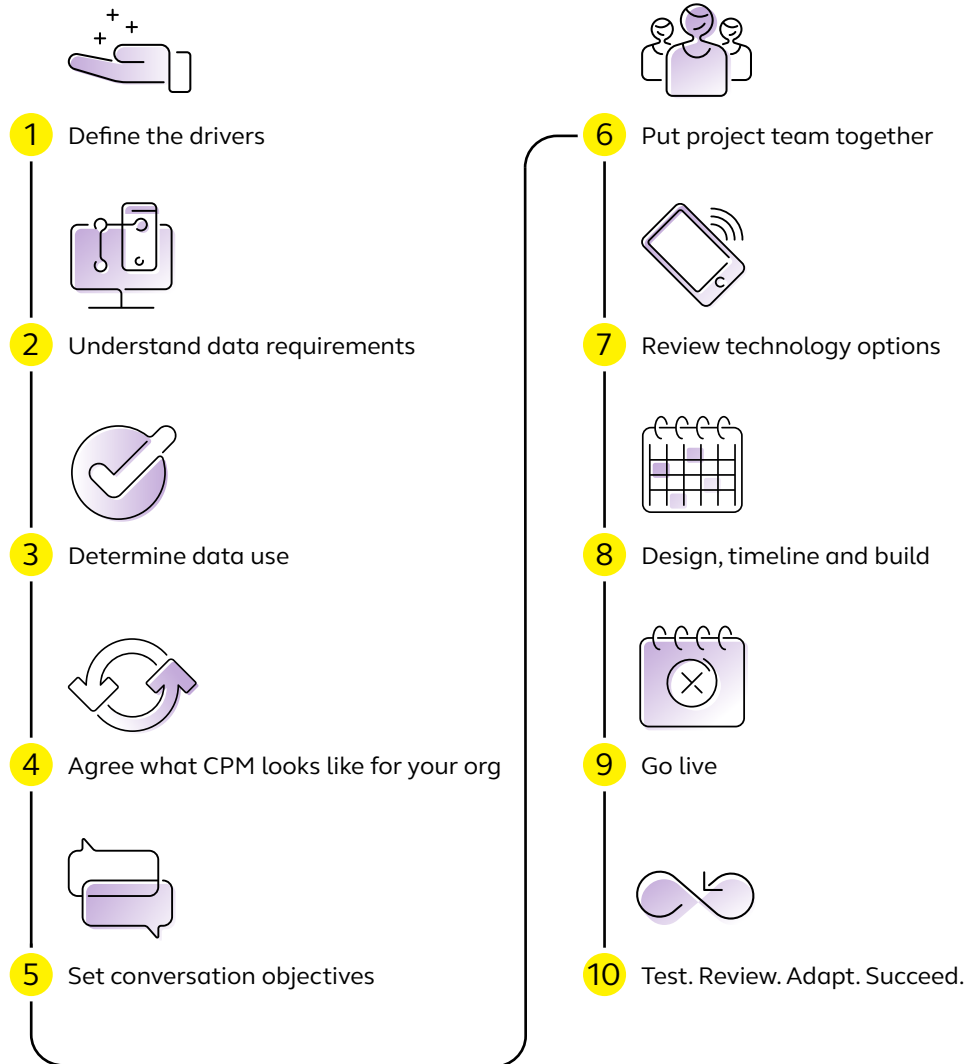 1 Define the drivers
2 Understand data requirements
3 Determine data use
4 Agree what CPM looks like for your org
5 Set conversation objectives
6 Put project team together
7 Review technology options
8 Design, timeline and build
9 Go live
10 Test. Review. Adapt. Succeed.